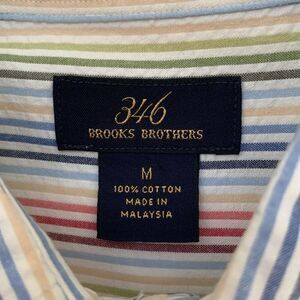 346
BROOKS BROTHERS
M
100% COTTON
MADE IN
MALAYSIA